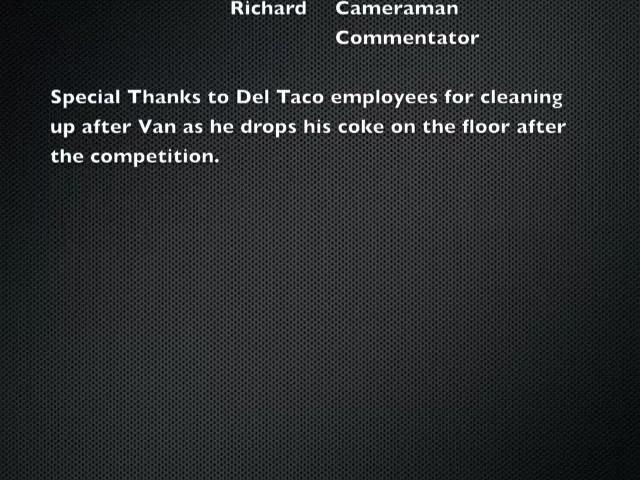 Richard Cameraman
Commentator
Special Thanks to Del Taco employees for cleaning
up after Van as he drops his coke on the floor after
the competition.